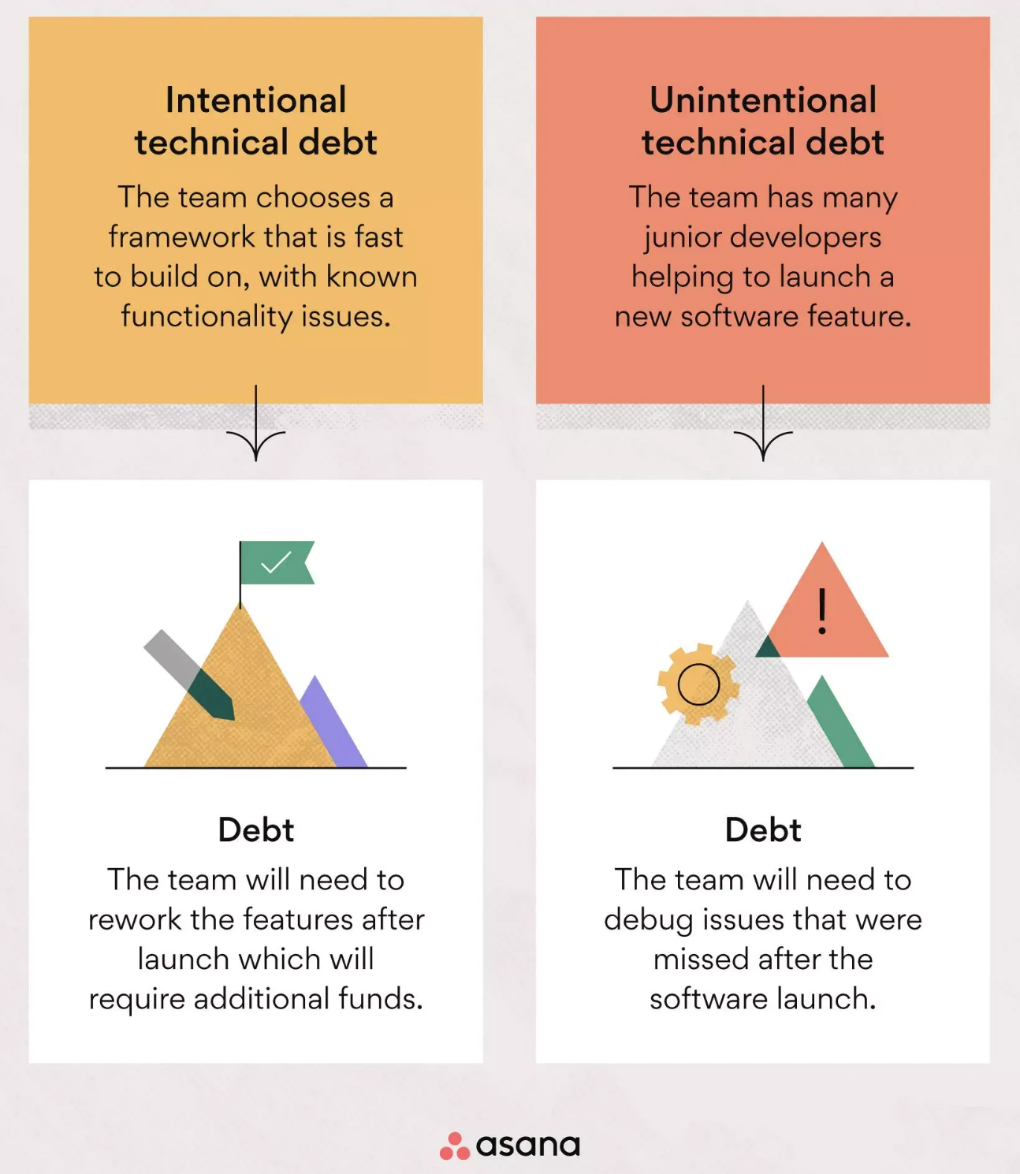 Intentional
technical debt
The team chooses a
framework that is fast
to build on, with known
functionality issues.
Unintentional
technical debt
The team has many
junior developers
helping to launch a
new software feature.
!
Debt
The team will need to
rework the features after
launch which will
require additional funds.
Debt
The team will need to
debug issues that were
missed after the
software launch.
asana